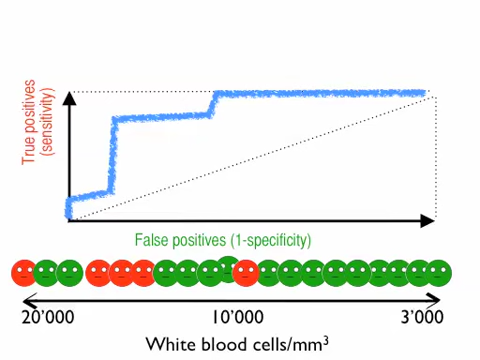 True positives
(sensitivity)
False positives (1-specificity)
20'000 10'000 3'000
White blood cells/mm³